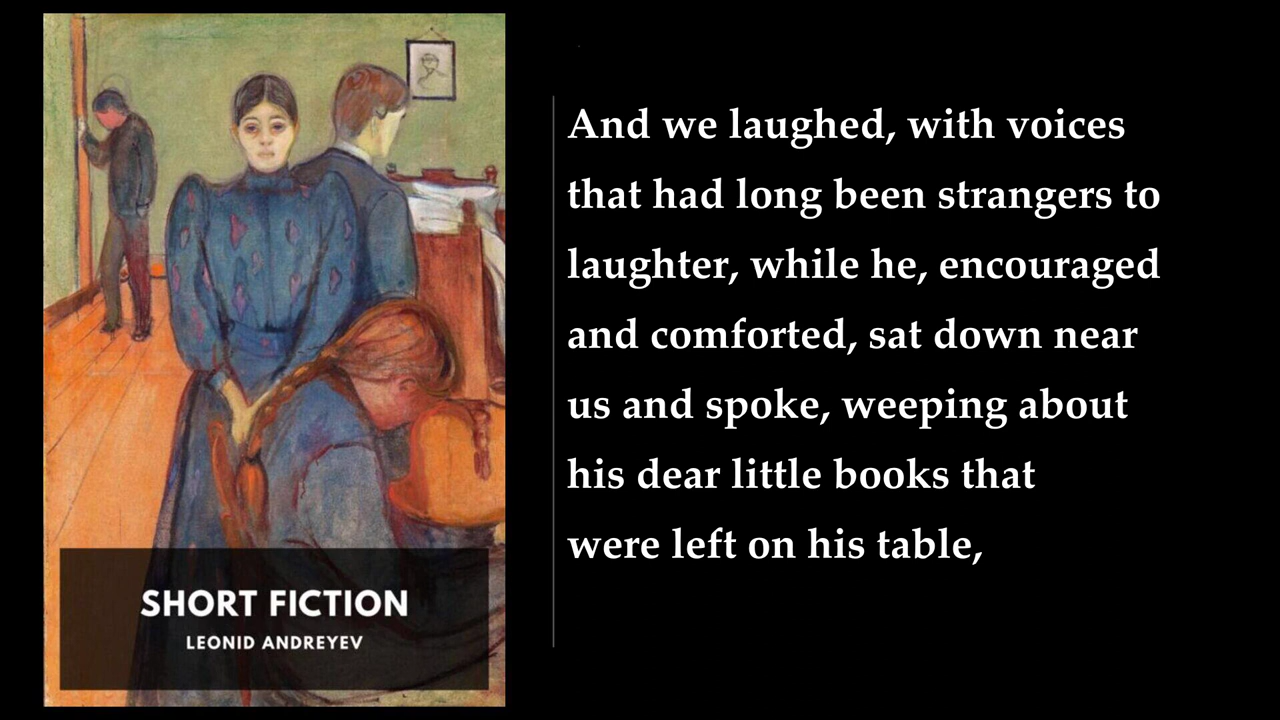 SHORT FICTION
LEONID ANDREYEV
And we laughed, with voices
that had long been strangers to
laughter, while he, encouraged
and comforted, sat down near
us and spoke, weeping about
his dear little books that
were left on his table,